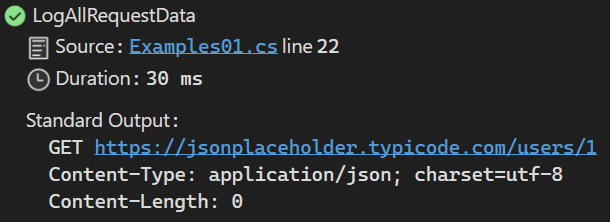 LogAllRequestData
Source: Examples01.cs line 22
Duration: 30 ms
Standard Output:
GET https://jsonplaceholder.typicode.com/users/1
Content-Type: application/json; charset=utf-8
Content-Length: 0